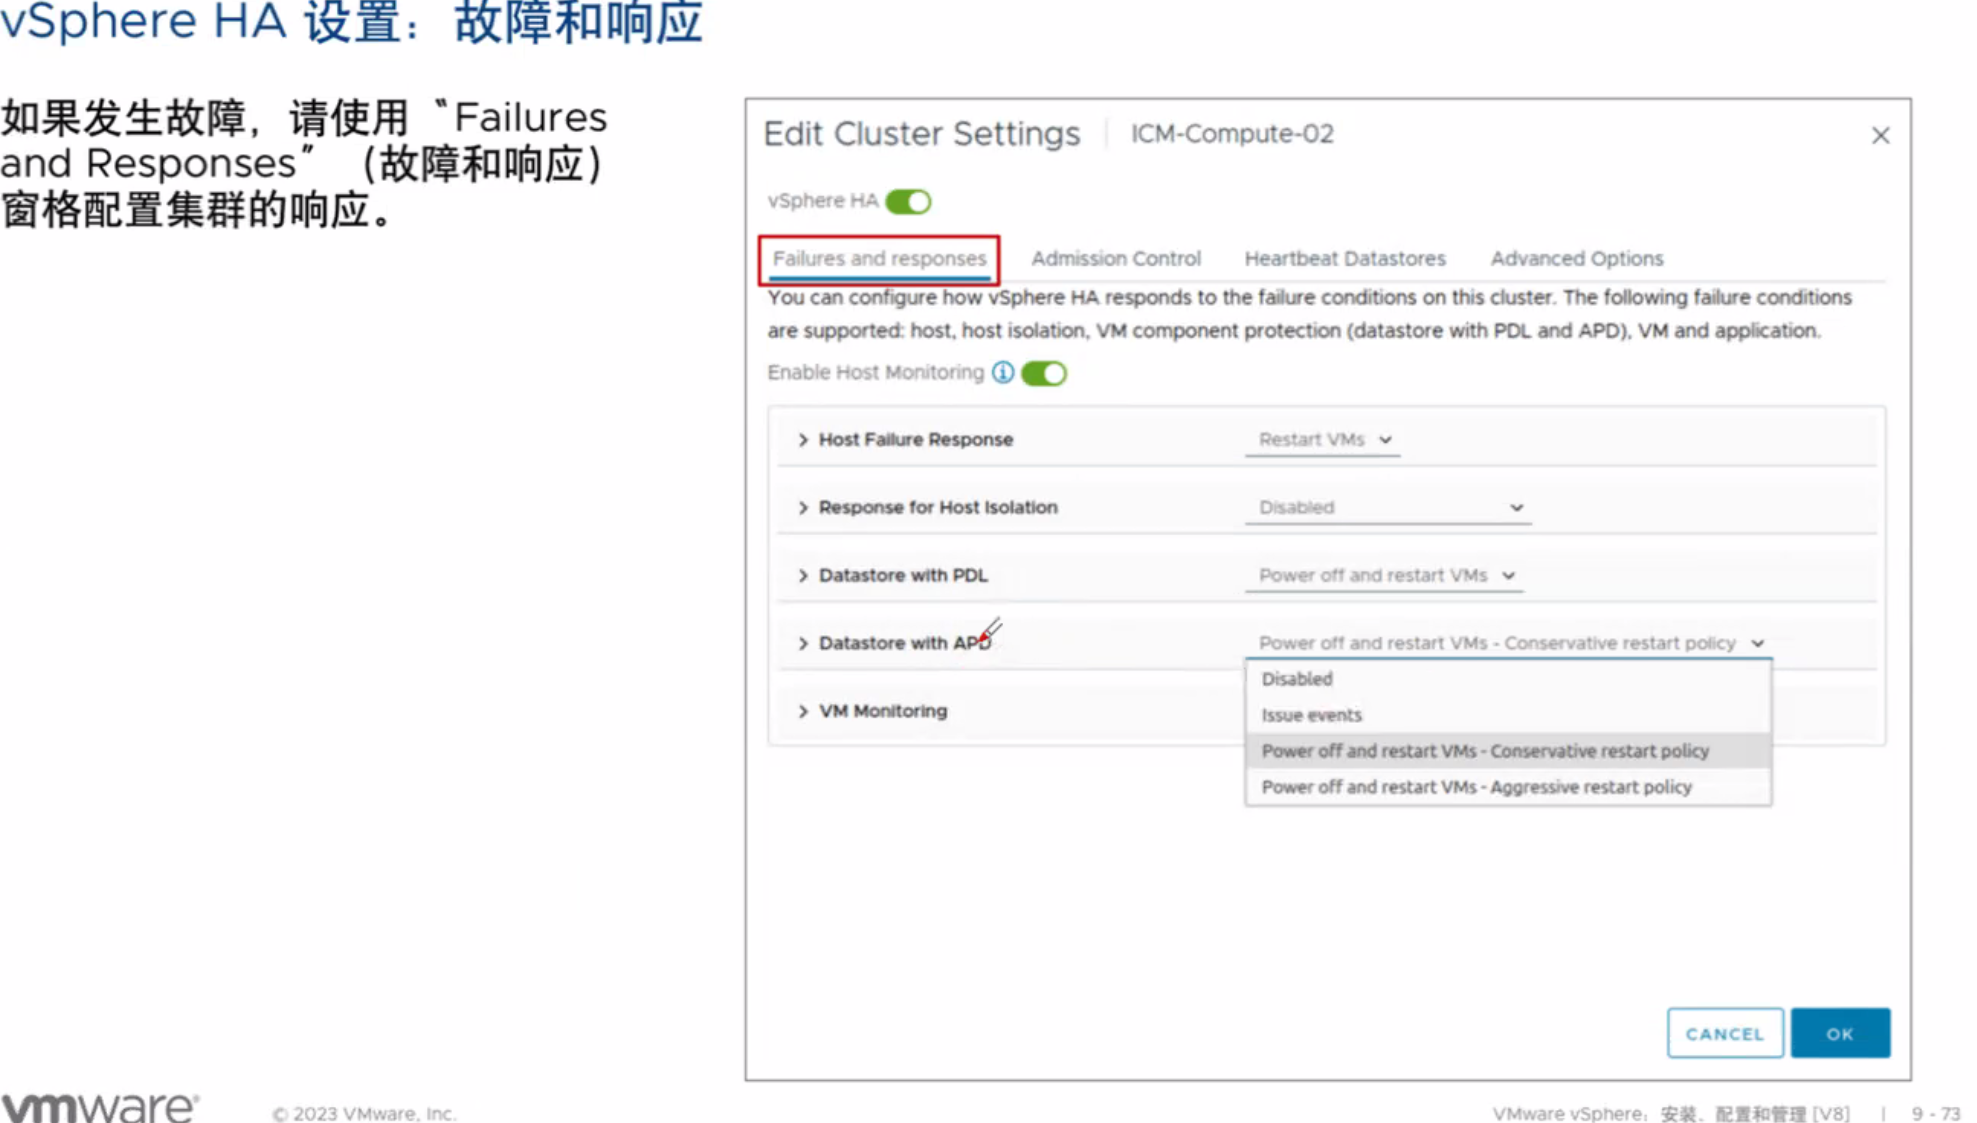 vSphere HA 设置：故障和响应
如果发生故障，请使用〝Failures
and Responses〞（故障和响应）
窗格配置集群的响应。
Edit Cluster Settings | ICM-Compute-02
vSphere HA
Failures and responses Admission Control Heartbeat Datastores Advanced Options
You can configure how vSphere HA responds to the failure conditions on this cluster. The following failure conditions
are supported: host, host isolation, VM component protection (datastore with PDL and APD), VM and application.
Enable Host Monitoring
Host Failure Response Restart VMs
Response for Host Isolation Disabled
Datastore with PDL Power off and restart VMs
Datastore with APD Power off and restart VMs - Conservative restart policy
Disabled
Issue events
VM Monitoring
Power off and restart VMs - Conservative restart policy
Power off and restart VMs - Aggressive restart policy
CANCEL OK
vmware® © 2023 VMware, Inc. VMware vSphere：安装、配置和管理 [V8] | 9 - 73